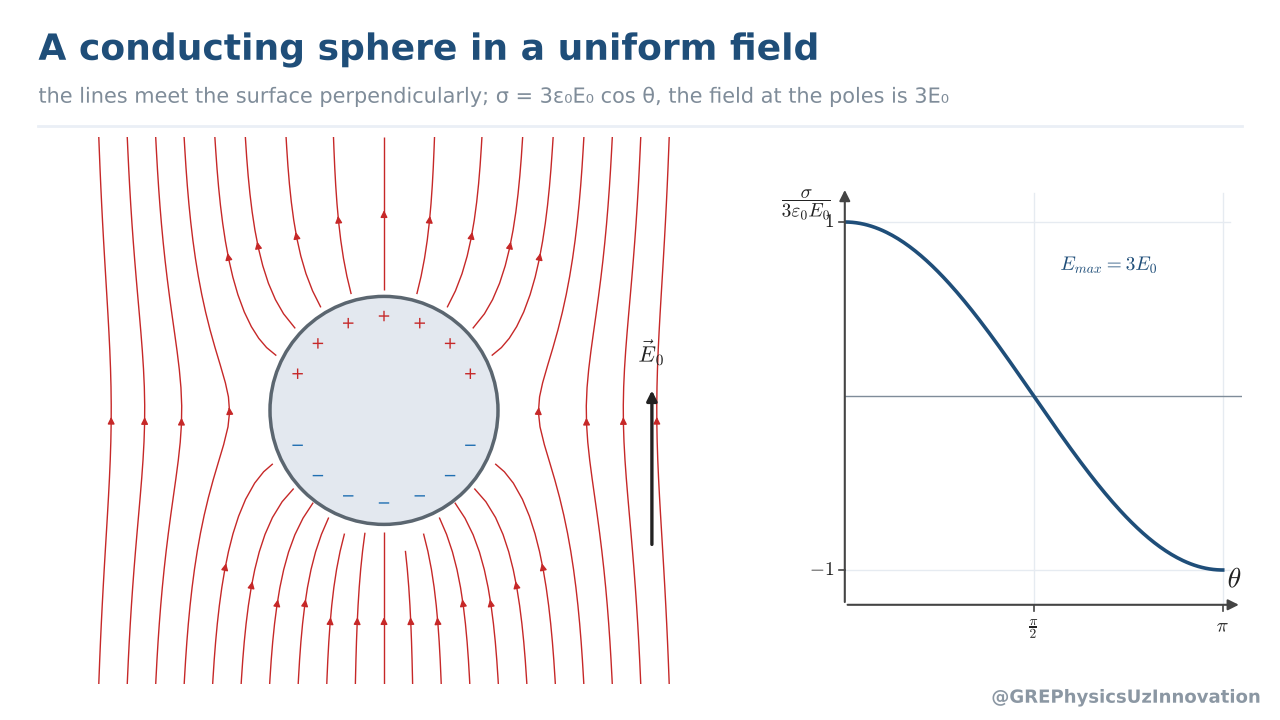 A conducting sphere in a uniform field
the lines meet the surface perpendicularly; σ = 3ε₀E₀ cos θ, the field at the poles is 3E₀
σ
3ε₀E₀
1
E_max = 3E₀
+ + + + + + +
E⃗₀
− − − − − − −
−1
θ
π/2
π
@GREPhysicsUzInnovation